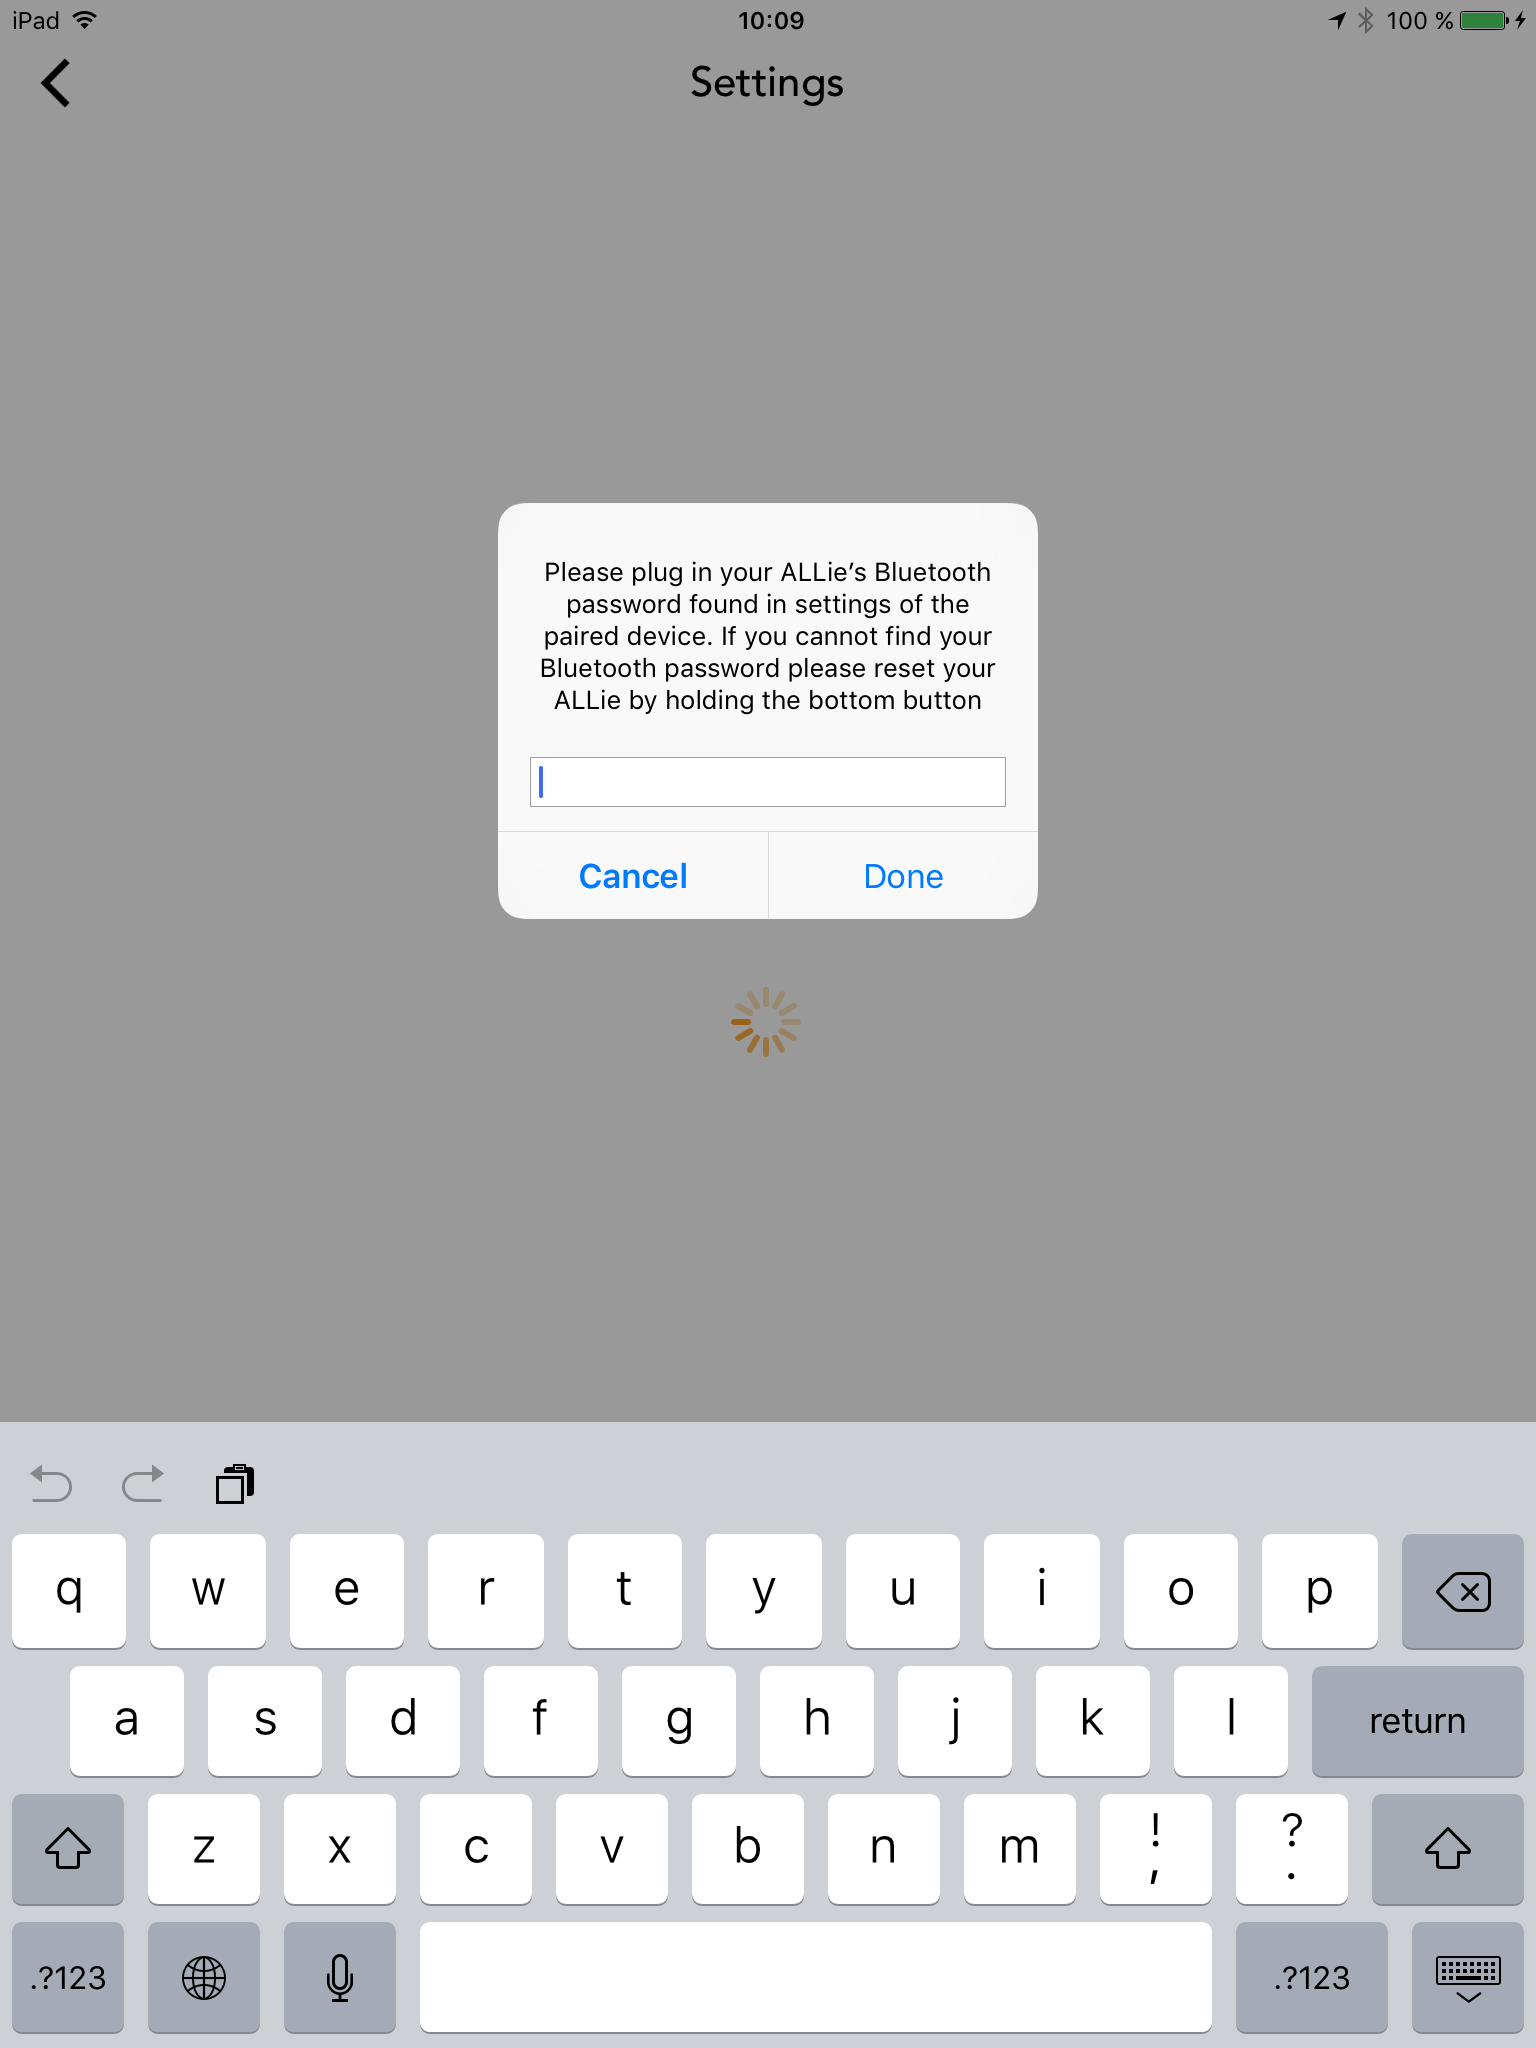 iPad 10:09 100 %
Settings
Please plug in your ALLie’s Bluetooth
password found in settings of the
paired device. If you cannot find your
Bluetooth password please reset your
ALLie by holding the bottom button
Cancel Done
q w e r t y u i o p
a s d f g h j k l return
z x c v b n m ! , ? .
.?123 .?123